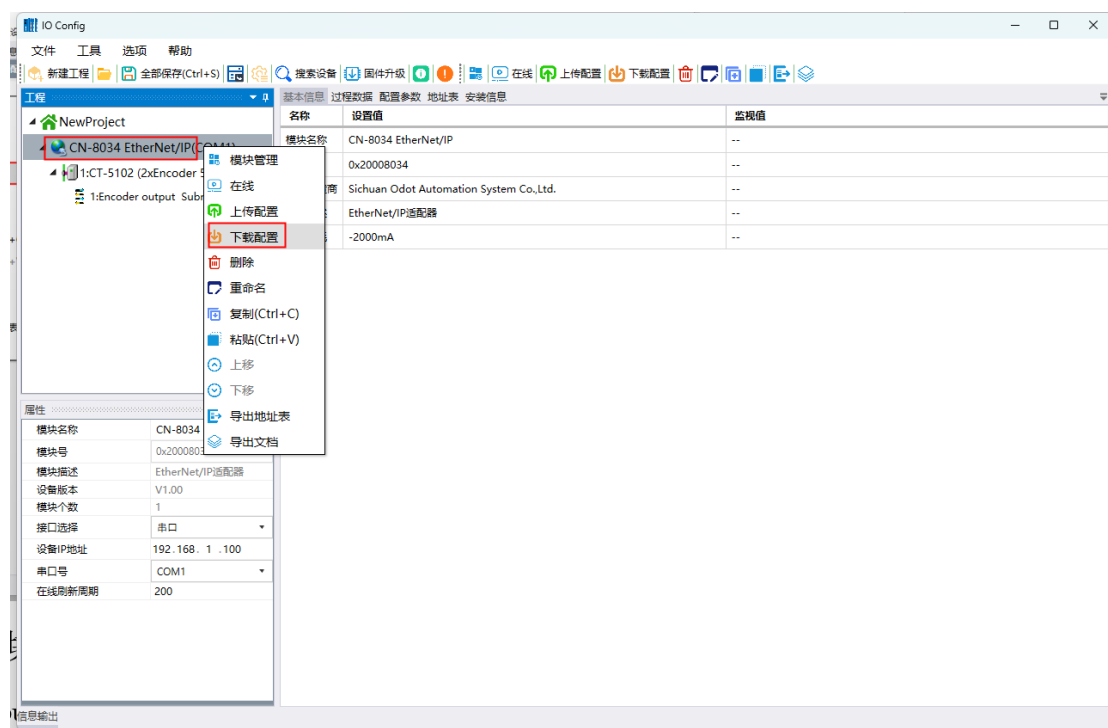 IO Config
文件 工具 选项 帮助
新建工程 全部保存(Ctrl+S) 搜索设备 固件升级 在线 上传配置 下载配置
工程
基本信息 过程数据 配置参数 地址表 安装信息
NewProject
CN-8034 EtherNet/IP(COM1)
1:CT-5102 (2xEncoder
1:Encoder output Sub
名称 设置值 监视值
模块名称 CN-8034 EtherNet/IP --
0x20008034 --
商 Sichuan Odot Automation System Co.,Ltd. --
EtherNet/IP适配器 --
-2000mA --
模块管理
在线
上传配置
下载配置
删除
重命名
复制(Ctrl+C)
粘贴(Ctrl+V)
上移
下移
导出地址表
导出文档
属性
模块名称 CN-8034
模块号 0x2000803
模块描述 EtherNet/IP适配器
设备版本 V1.00
模块个数 1
接口选择 串口
设备IP地址 192.168. 1 .100
串口号 COM1
在线刷新周期 200
信息输出